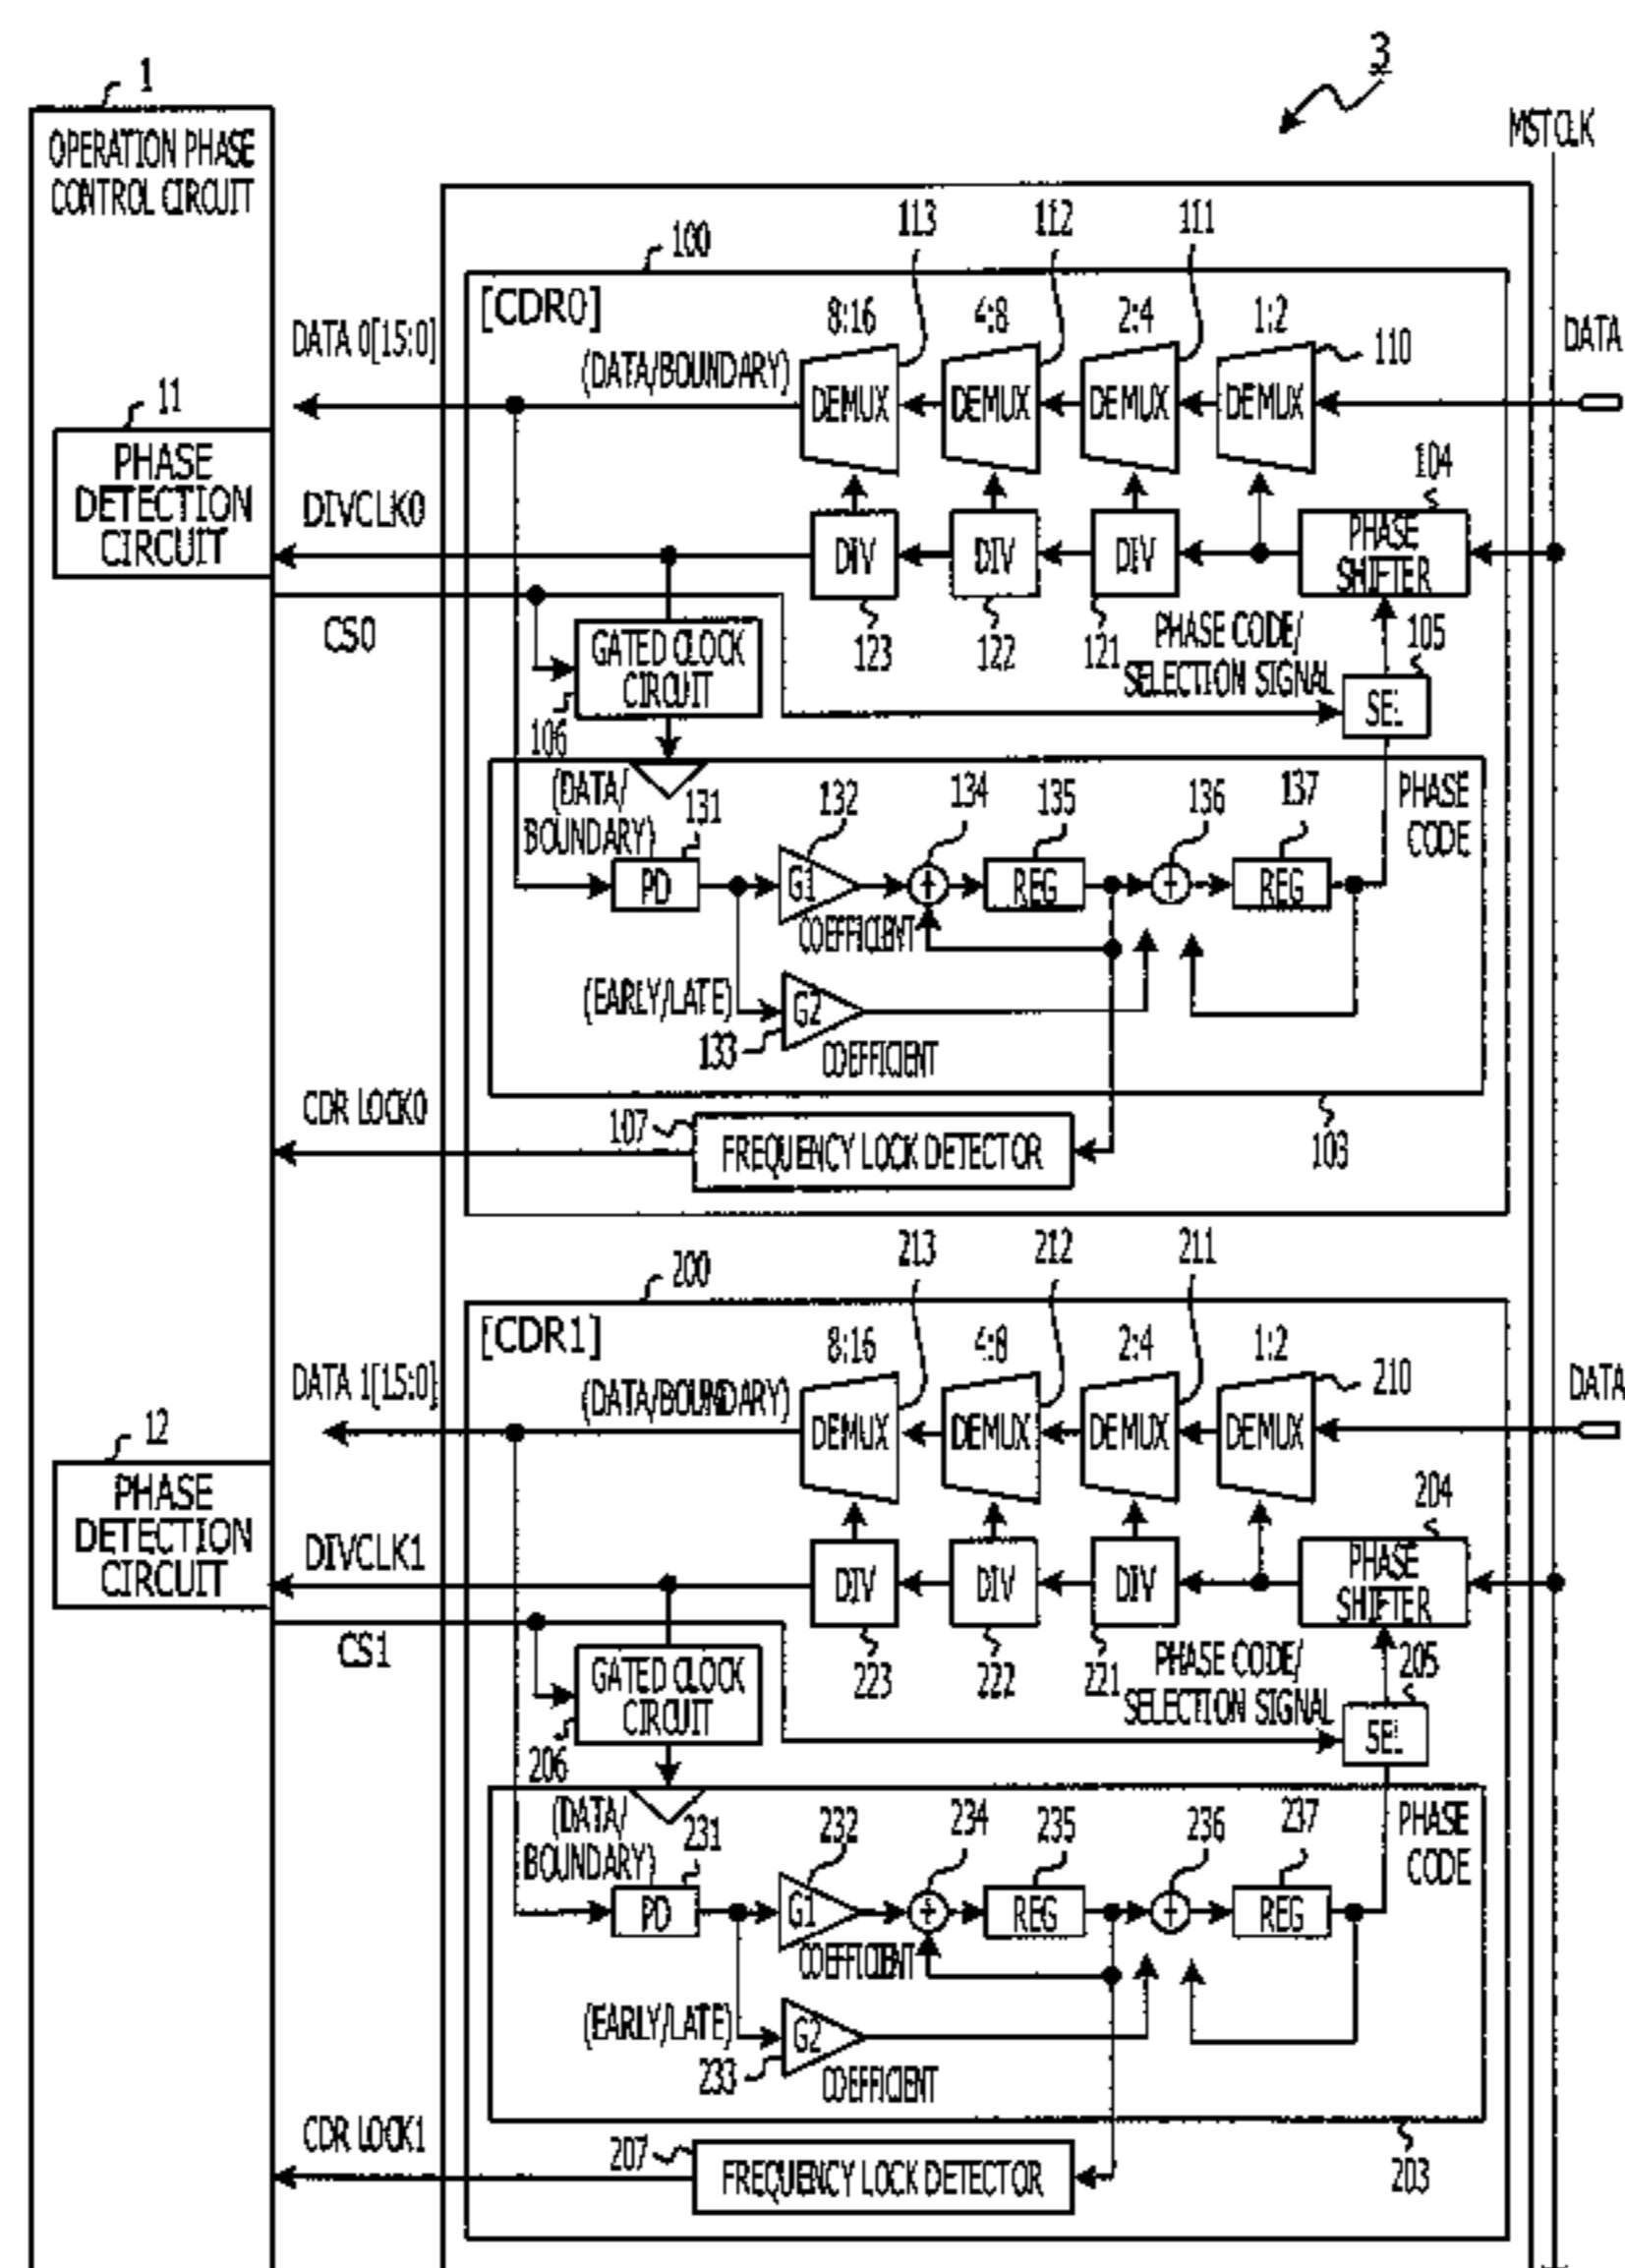 3
1
OPERATION PHASE
CONTROL CIRCUIT
MSTCLK
100
113
112
111
[CDR0]
8:16
4:8
2:4
1:2
110
DATA
DATA 0[15:0]
(DATA/BOUNDARY)
DEMUX
DEMUX
DEMUX
DEMUX
11
PHASE
DETECTION
CIRCUIT
DIVCLK0
DIV
DIV
DIV
104
PHASE
SHIFTER
CS0
123
122
121
PHASE CODE/
SELECTION SIGNAL
105
SEL
GATED CLOCK
CIRCUIT
106
(DATA/
BOUNDARY)
131
132
134
135
136
137
PHASE
CODE
PD
G1
+
REG
+
REG
COEFFICIENT
(EARLY/LATE)
G2
133
COEFFICIENT
CDR LOCK0
107
FREQUENCY LOCK DETECTOR
103
200
213
212
211
[CDR1]
8:16
4:8
2:4
1:2
210
DATA
DATA 1[15:0]
(DATA/BOUNDARY)
DEMUX
DEMUX
DEMUX
DEMUX
12
PHASE
DETECTION
CIRCUIT
DIVCLK1
DIV
DIV
DIV
204
PHASE
SHIFTER
CS1
223
222
221
PHASE CODE/
SELECTION SIGNAL
205
SEL
GATED CLOCK
CIRCUIT
206
(DATA/
BOUNDARY)
231
232
234
235
236
237
PHASE
CODE
PD
G1
+
REG
+
REG
COEFFICIENT
(EARLY/LATE)
G2
233
COEFFICIENT
CDR LOCK1
207
FREQUENCY LOCK DETECTOR
203